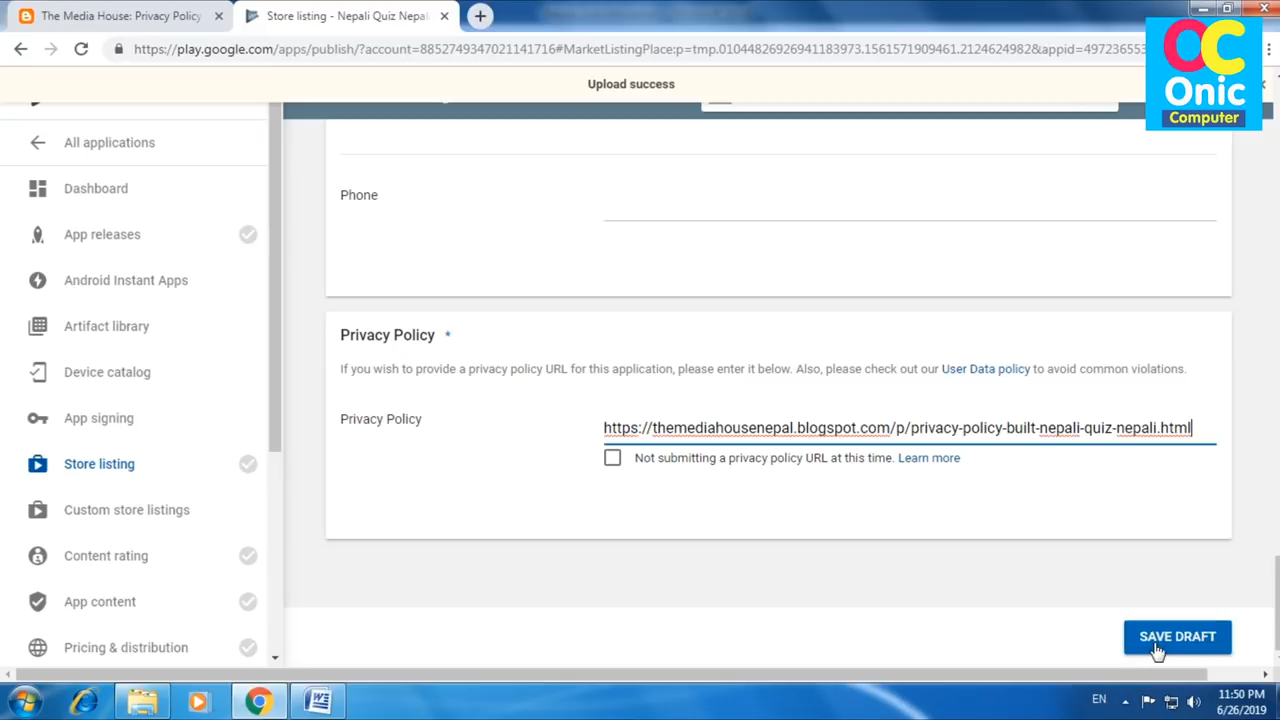 The Media House: Privacy Policy
Store listing - Nepali Quiz Nepal
https://play.google.com/apps/publish/?account=8852749347021141716#MarketListingPlace:p=tmp.01044826926941183973.1561571909461.2124624982&appid=497236553
OC
Onic
Computer
Upload success
All applications
Dashboard
App releases
Android Instant Apps
Artifact library
Device catalog
App signing
Store listing
Custom store listings
Content rating
App content
Pricing & distribution
Phone
Privacy Policy *
If you wish to provide a privacy policy URL for this application, please enter it below. Also, please check out our User Data policy to avoid common violations.
Privacy Policy
https://themediahousenepal.blogspot.com/p/privacy-policy-built-nepali-quiz-nepali.html
Not submitting a privacy policy URL at this time. Learn more
SAVE DRAFT
EN
11:50 PM
6/26/2019